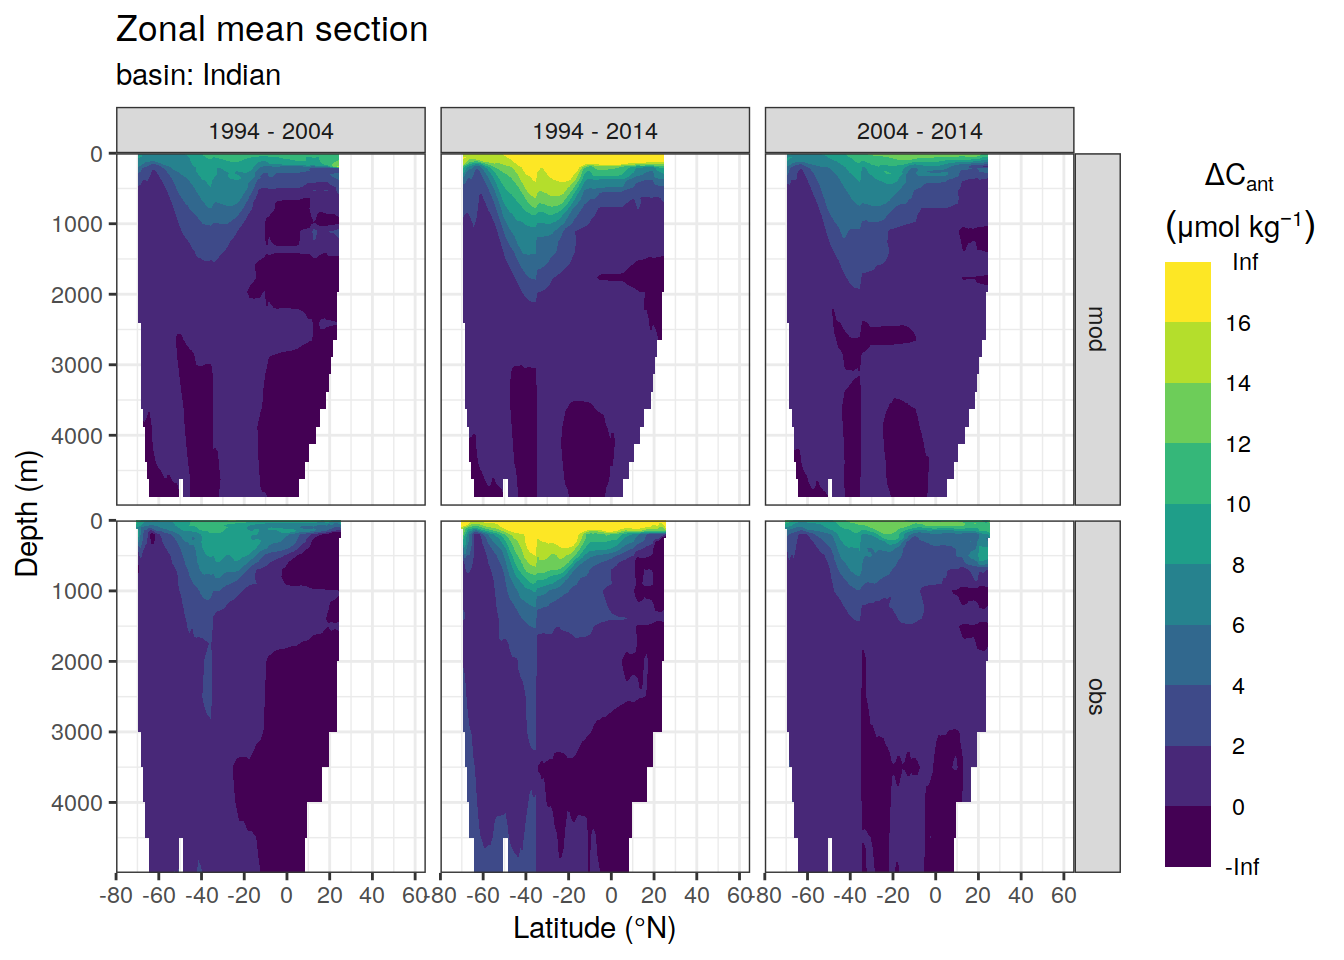 Zonal mean section
basin: Indian
1994 - 2004
1994 - 2014
2004 - 2014
0
1000
2000
3000
4000
mod
0
1000
2000
3000
4000
obs
Depth (m)
-80 -60 -40 -20 0 20 40 60
-80 -60 -40 -20 0 20 40 60
-80 -60 -40 -20 0 20 40 60
Latitude (°N)
ΔCant
(μmol kg⁻¹)
Inf
16
14
12
10
8
6
4
2
0
-Inf